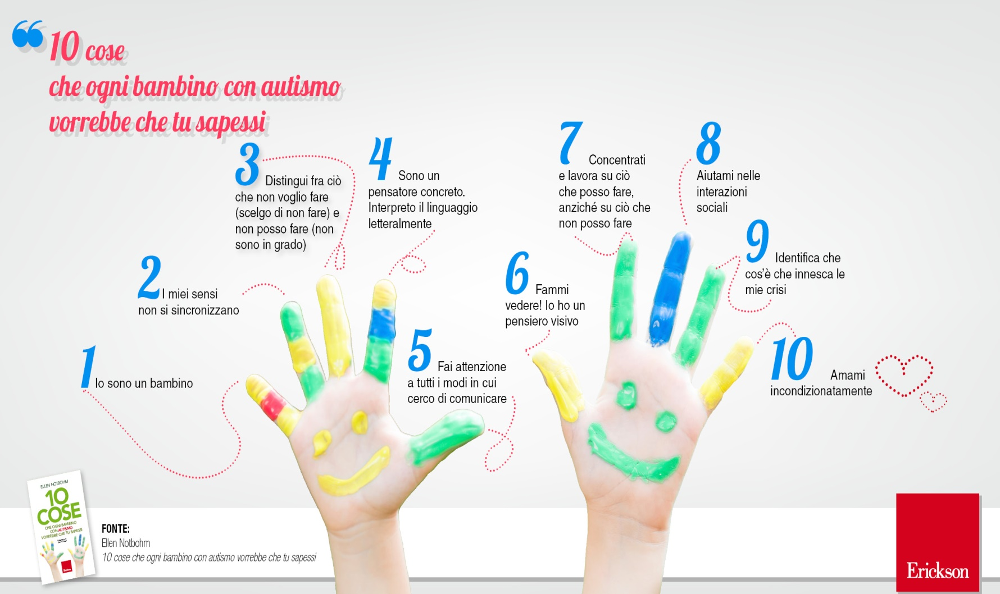 10 cose
che ogni bambino con autismo
vorrebbe che tu sapessi
1 Io sono un bambino
2 I miei sensi
non si sincronizzano
3 Distingui fra ciò
che non voglio fare
(scelgo di non fare) e
non posso fare (non
sono in grado)
4 Sono un
pensatore concreto.
Interpreto il linguaggio
letteralmente
5 Fai attenzione
a tutti i modi in cui
cerco di comunicare
6 Fammi
vedere! Io ho un
pensiero visivo
7 Concentrati
e lavora su ciò
che posso fare,
anziché su ciò che
non posso fare
8
Aiutami nelle
interazioni
sociali
9 Identifica che
cos'è che innesca le
mie crisi
10 Amami
incondizionatamente
ELLEN NOTBOHM
10
COSE
CHE OGNI BAMBINO
CON AUTISMO
VORREBBE CHE TU SAPESSI
Erickson
FONTE:
Ellen Notbohm
10 cose che ogni bambino con autismo vorrebbe che tu sapessi
Erickson